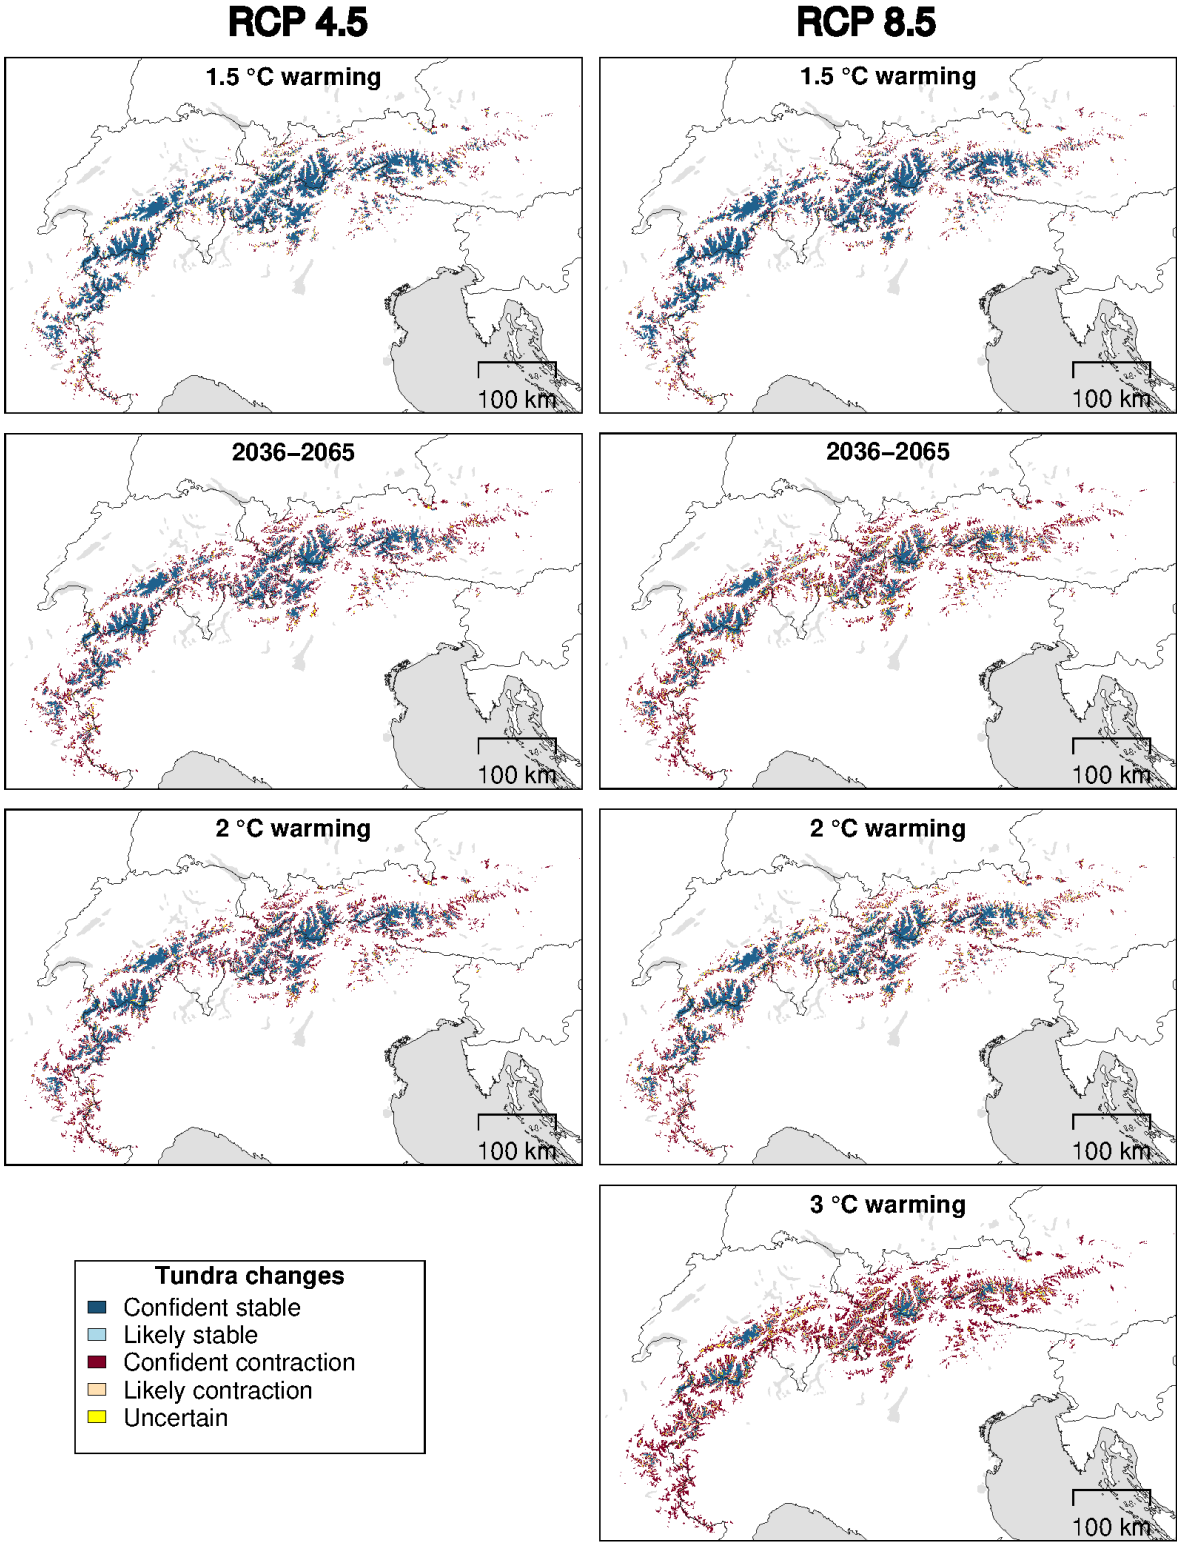 RCP 4.5
RCP 8.5
1.5 °C warming
1.5 °C warming
100 km
100 km
2036–2065
2036–2065
100 km
100 km
2 °C warming
2 °C warming
100 km
100 km
3 °C warming
100 km
Tundra changes
Confident stable
Likely stable
Confident contraction
Likely contraction
Uncertain